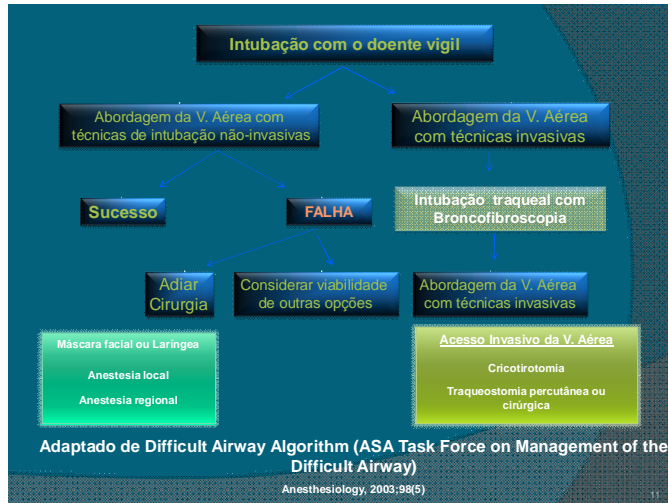 Intubação com o doente vigil
Abordagem da V. Aérea com
técnicas de intubação não-invasivas
Abordagem da V. Aérea
com técnicas invasivas
Sucesso
FALHA
Intubação traqueal com
Broncofibroscopia
Adiar
Cirurgia
Considerar viabilidade
de outras opções
Abordagem da V. Aérea
com técnicas invasivas
Máscara facial ou Laríngea
Anestesia local
Anestesia regional
Acesso Invasivo da V. Aérea
Cricotirotomia
Traqueostomia percutânea ou
cirúrgica
Adaptado de Difficult Airway Algorithm (ASA Task Force on Management of the
Difficult Airway)
Anesthesiology, 2003;98(5)